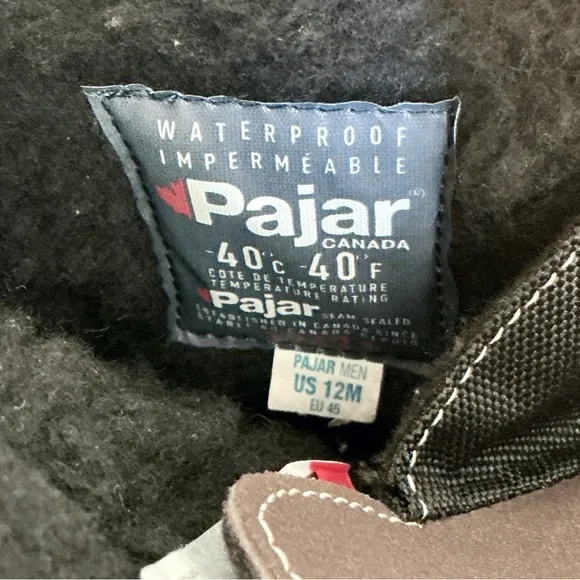 WATERPROOF
IMPERMÉABLE
Pajar®
CANADA
-40°C -40°F
COTE DE TEMPERATURE
TEMPERATURE RATING
Pajar
SEAM SEALED
ESTABLISHED IN CANADA SINCE
CANADA
PAJAR MEN
US 12M
EU 45